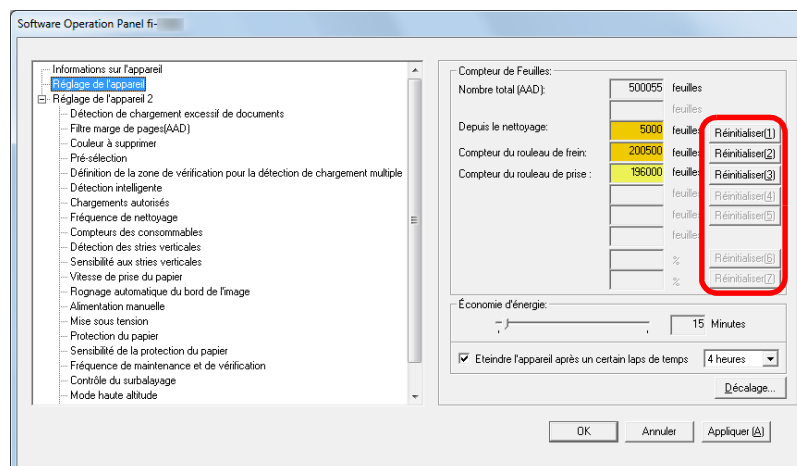 Software Operation Panel fi-
Informations sur l'appareil
Réglage de l'appareil
Réglage de l'appareil 2
Détection de chargement excessif de documents
Filtre marge de pages(AAD)
Couleur à supprimer
Pré-sélection
Définition de la zone de vérification pour la détection de chargement multiple
Détection intelligente
Chargements autorisés
Fréquence de nettoyage
Compteurs des consommables
Détection des stries verticales
Sensibilité aux stries verticales
Vitesse de prise du papier
Rognage automatique du bord de l'image
Alimentation manuelle
Mise sous tension
Protection du papier
Sensibilité de la protection du papier
Fréquence de maintenance et de vérification
Contrôle du surbalayage
Mode haute altitude
Compteur de Feuilles:
Nombre total (AAD): 500055 feuilles
feuilles
Depuis le nettoyage: 5000 feuilles Réinitialiser(1)
Compteur du rouleau de frein: 200500 feuilles Réinitialiser(2)
Compteur du rouleau de prise : 196000 feuilles Réinitialiser(3)
feuilles Réinitialiser(4)
feuilles Réinitialiser(5)
feuilles
% Réinitialiser(6)
% Réinitialiser(7)
Économie d'énergie:
15 Minutes
Eteindre l'appareil après un certain laps de temps 4 heures
Décalage...
OK Annuler Appliquer (A)